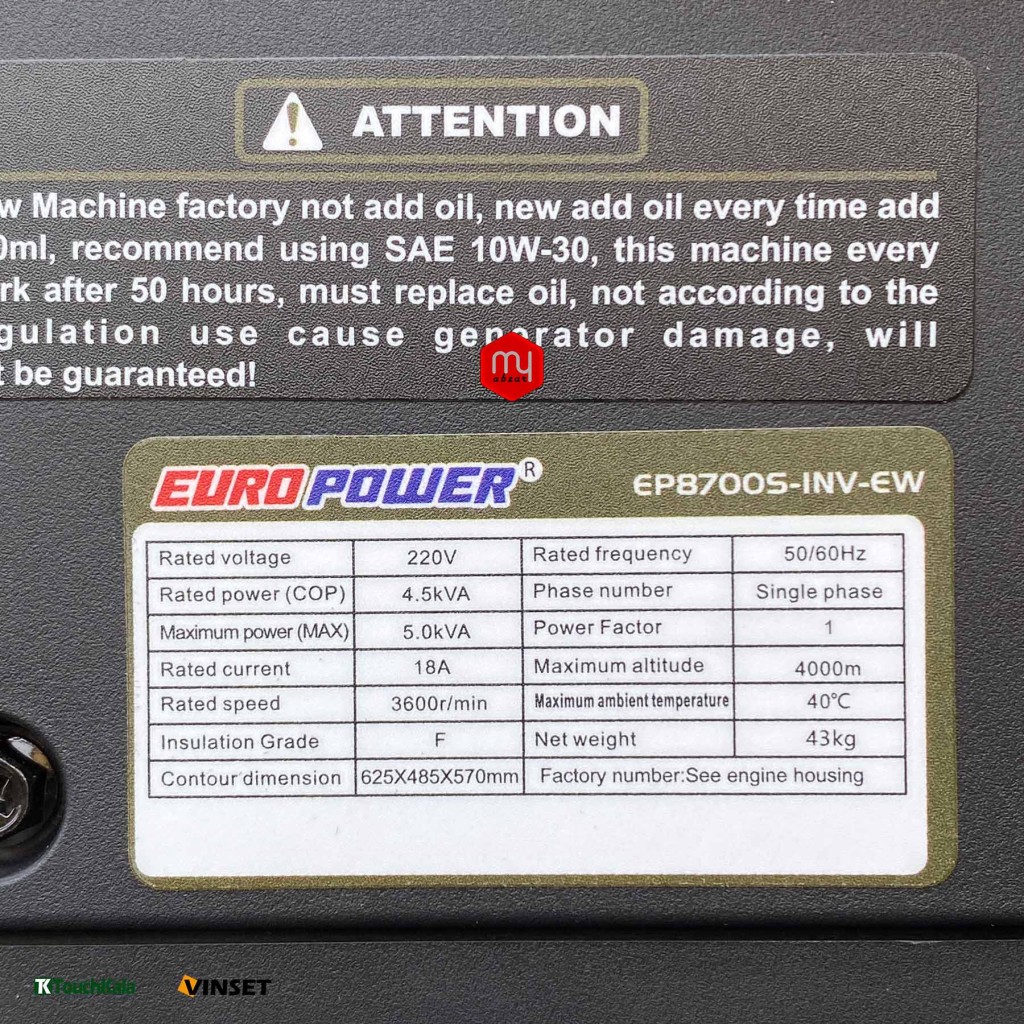 ATTENTION
w Machine factory not add oil, new add oil every time add
0ml, recommend using SAE 10W-30, this machine every
rk after 50 hours, must replace oil, not according to the
gulation use cause generator damage, will
t be guaranteed!
my
absar
EUROPOWER® EP8700S-INV-EW
Rated voltage 220V Rated frequency 50/60Hz
Rated power (COP) 4.5kVA Phase number Single phase
Maximum power (MAX) 5.0kVA Power Factor 1
Rated current 18A Maximum altitude 4000m
Rated speed 3600r/min Maximum ambient temperature 40℃
Insulation Grade F Net weight 43kg
Contour dimension 625X485X570mm Factory number:See engine housing
TK TouchKala VINSET